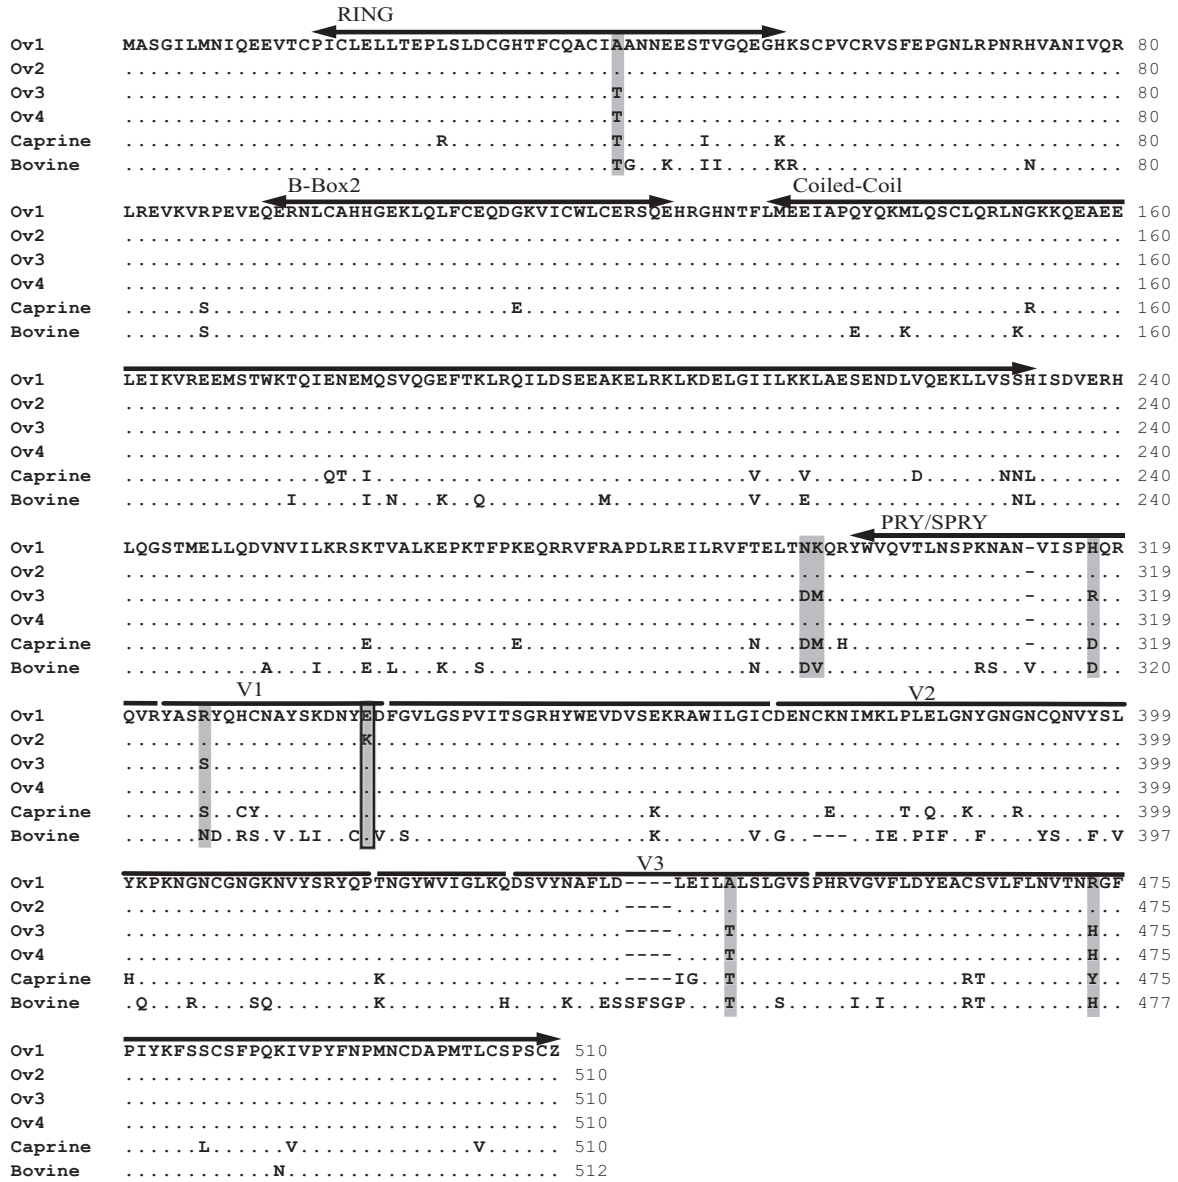 RING
Ov1 MASGILMNIQEEVTCPICLELLTEPLSLDCGHTFCQACIAANNEESTVGQEGHKSCPVCRVSFEPGNLRPNRHVANIVQR 80
Ov2 ................................................................................ 80
Ov3 .......................................T........................................ 80
Ov4 .......................................T........................................ 80
Caprine .........................R.............T......I.....K........................... 80
Bovine .......................................TG..K..II....KR..................N....... 80
B-Box2 Coiled-Coil
Ov1 LREVKVRPEVEQERNLCAHHGEKLQLFCEQDGKVICWLCERSQEHRGHNTFLMEEIAPQYQKMLQSCLQRLNGKKQEAEE 160
Ov2 ................................................................................ 160
Ov3 ................................................................................ 160
Ov4 ................................................................................ 160
Caprine ......S........................E........................................R....... 160
Bovine ......S...................................................E...K........K........ 160
Ov1 LEIKVREEMSTWKTQIENEMQSVQGEFTKLRQILDSEEAKELRKLKDELGIILKKLAESENDLVQEKLLVSSHISDVERH 240
Ov2 ................................................................................ 240
Ov3 ................................................................................ 240
Ov4 ................................................................................ 240
Caprine ................QT.I..............................V...V........D......NNL....... 240
Bovine .............I.....I.N...K..Q.........M...........V...E................NL....... 240
PRY/SPRY
Ov1 LQGSTMELLQDVNVILKRSKTVALKEPKTFPKEQRRVFRAPDLREILRVFTELTNKQRYWVQVTLNSPKNAN-VISPHQR 319
Ov2 ........................................................................-....... 319
Ov3 ......................................................DM................-....R.. 319
Ov4 ........................................................................-....... 319
Caprine ...................E...........E..................N...DM.H..............-....D.. 319
Bovine ...........A...I...E.L...K..S.....................N...DV............RS..V....D.. 320
V1 V2
Ov1 QVRYASRYQHCNAYSKDNYEDFGVLGSPVITSGRHYWEVDVSEKRAWILGICDENCKNIMKLPLELGNYGNGNCQNVYSL 399
Ov2 ...................K............................................................ 399
Ov3 ......S......................................................................... 399
Ov4 ................................................................................ 399
Caprine ......S..CY...............................K.............E.....T.Q..K...R........ 399
Bovine ......ND.RS.V.LI..C.V.S...................K.......V.G..---..IE.PIF..F....YS..F.V 397
V3
Ov1 YKPKNGNCGNGKNVYSRYQPTNGYWVIGLKQDSVYNAFLD----LEILALSLGVSPHRVGVFLDYEACSVLFLNVTNRGF 475
Ov2 ........................................----.................................... 475
Ov3 ........................................----....T............................H.. 475
Ov4 ........................................----....T............................H.. 475
Caprine H...................K...................----IG..T..................RT........Y.. 475
Bovine .Q...R....SQ........K.........H....K..ESSFSGP...T...S.....I.I......RT........H.. 477
Ov1 PIYKFSSCSFPQKIVPYFNPMNCDAPMTLCSPSCZ 510
Ov2 ................................... 510
Ov3 ................................... 510
Ov4 ................................... 510
Caprine ......L......V..............V...... 510
Bovine ............N...................... 512